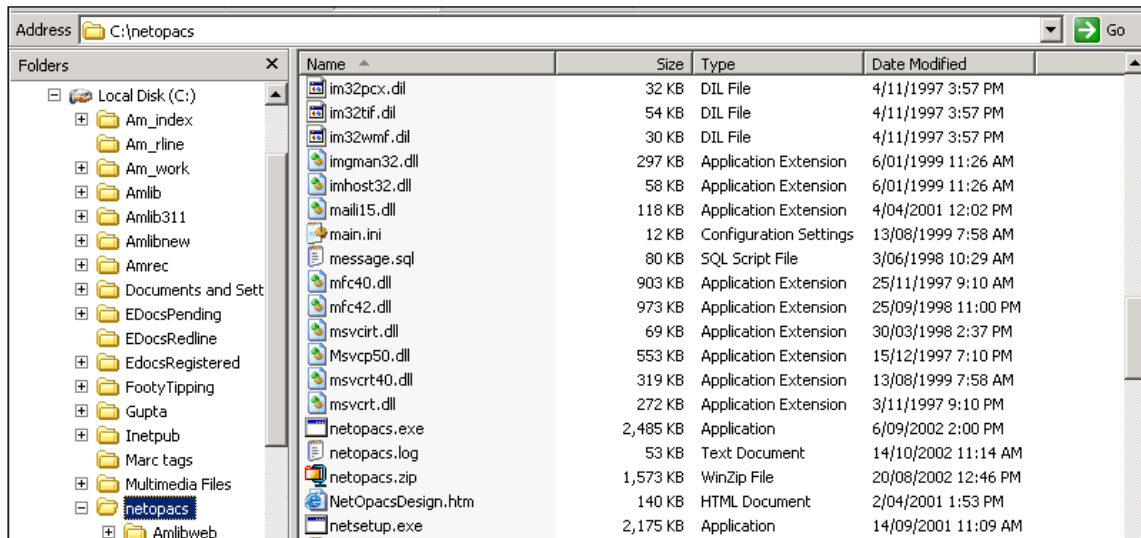 Address C:\netopacs Go
Folders × Name Size Type Date Modified
Local Disk (C:) im32pcx.dil 32 KB DIL File 4/11/1997 3:57 PM
Am_index im32tif.dil 54 KB DIL File 4/11/1997 3:57 PM
Am_rline im32wmf.dil 30 KB DIL File 4/11/1997 3:57 PM
Am_work imgman32.dll 297 KB Application Extension 6/01/1999 11:26 AM
Amlib imhost32.dll 58 KB Application Extension 6/01/1999 11:26 AM
Amlib311 maili15.dll 118 KB Application Extension 4/04/2001 12:02 PM
Amlibnew main.ini 12 KB Configuration Settings 13/08/1999 7:58 AM
Amrec message.sql 80 KB SQL Script File 3/06/1998 10:29 AM
Documents and Sett mfc40.dll 903 KB Application Extension 25/11/1997 9:10 AM
EDocsPending mfc42.dll 973 KB Application Extension 25/09/1998 11:00 PM
EDocsRedline msvcirt.dll 69 KB Application Extension 30/03/1998 2:37 PM
EdocsRegistered Msvcp50.dll 553 KB Application Extension 15/12/1997 7:10 PM
FootyTipping msvcrt40.dll 319 KB Application Extension 13/08/1999 7:58 AM
Gupta msvcrt.dll 272 KB Application Extension 3/11/1997 9:10 PM
Inetpub netopacs.exe 2,485 KB Application 6/09/2002 2:00 PM
Marc tags netopacs.log 53 KB Text Document 14/10/2002 11:14 AM
Multimedia Files netopacs.zip 1,573 KB WinZip File 20/08/2002 12:46 PM
netopacs NetOpacsDesign.htm 140 KB HTML Document 2/04/2001 1:53 PM
Amlibweb netsetup.exe 2,175 KB Application 14/09/2001 11:09 AM